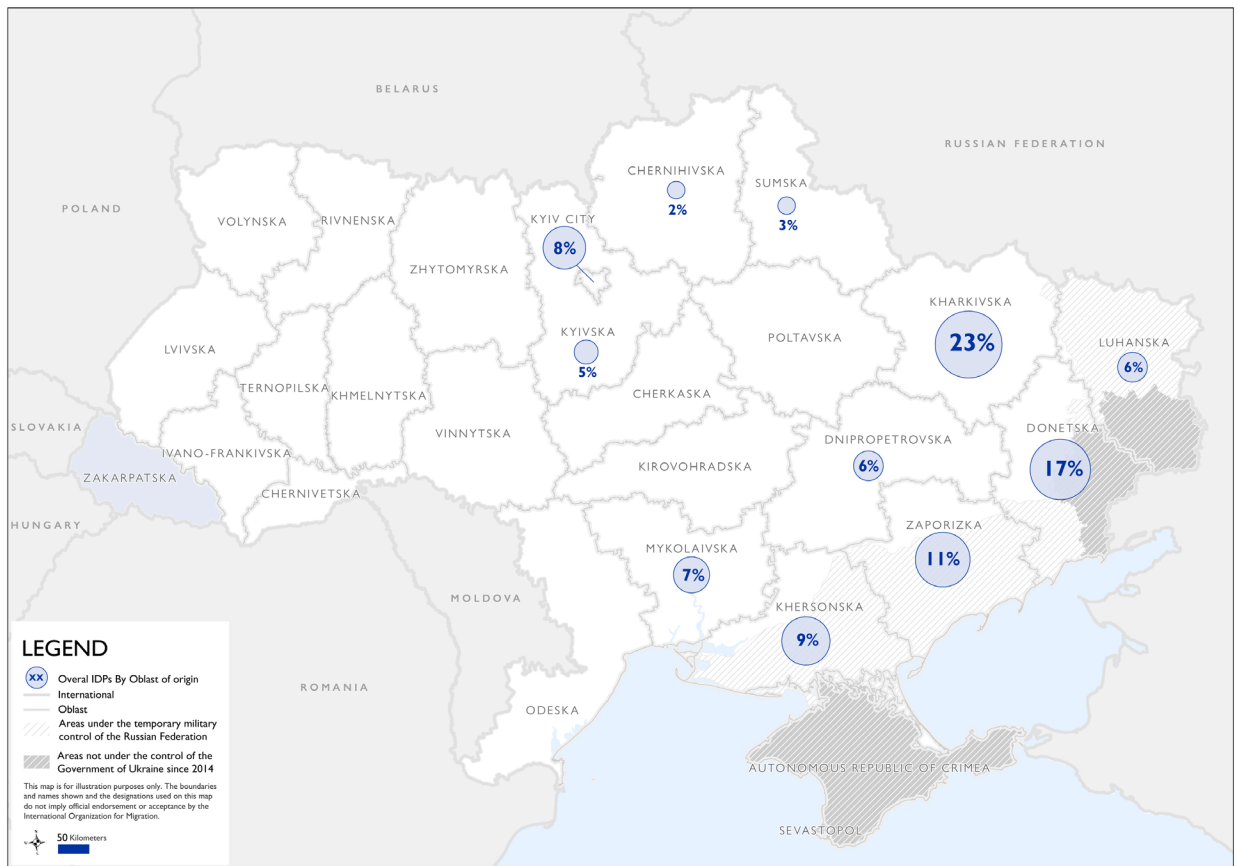 BELARUS
RUSSIAN FEDERATION
POLAND
CHERNIHIVSKA
2%
SUMSKA
3%
VOLYNSKA
RIVNENSKA
KYIV CITY
8%
ZHYTOMYRSKA
KHARKIVSKA
23%
LUHANSKA
6%
KYIVSKA
5%
POLTAVSKA
LVIVSKA
TERNOPILSKA
KHMELNYTSKA
CHERKASKA
SLOVAKIA
VINNYTSKA
DNIPROPETROVSKA
6%
DONETSKA
17%
IVANO-FRANKIVSKA
ZAKARPATSKA
KIROVOHRADSKA
CHERNIVETSKA
HUNGARY
ZAPORIZKA
11%
MYKOLAIVSKA
7%
MOLDOVA
KHERSONSKA
9%
ROMANIA
ODESKA
AUTONOMOUS REPUBLIC OF CRIMEA
SEVASTOPOL
LEGEND
XX Overal IDPs By Oblast of origin
International
Oblast
Areas under the temporary military
control of the Russian Federation
Areas not under the control of the
Government of Ukraine since 2014
This map is for illustration purposes only. The boundaries
and names shown and the designations used on this map
do not imply official endorsement or acceptance by the
International Organization for Migration.
50 Kilometers